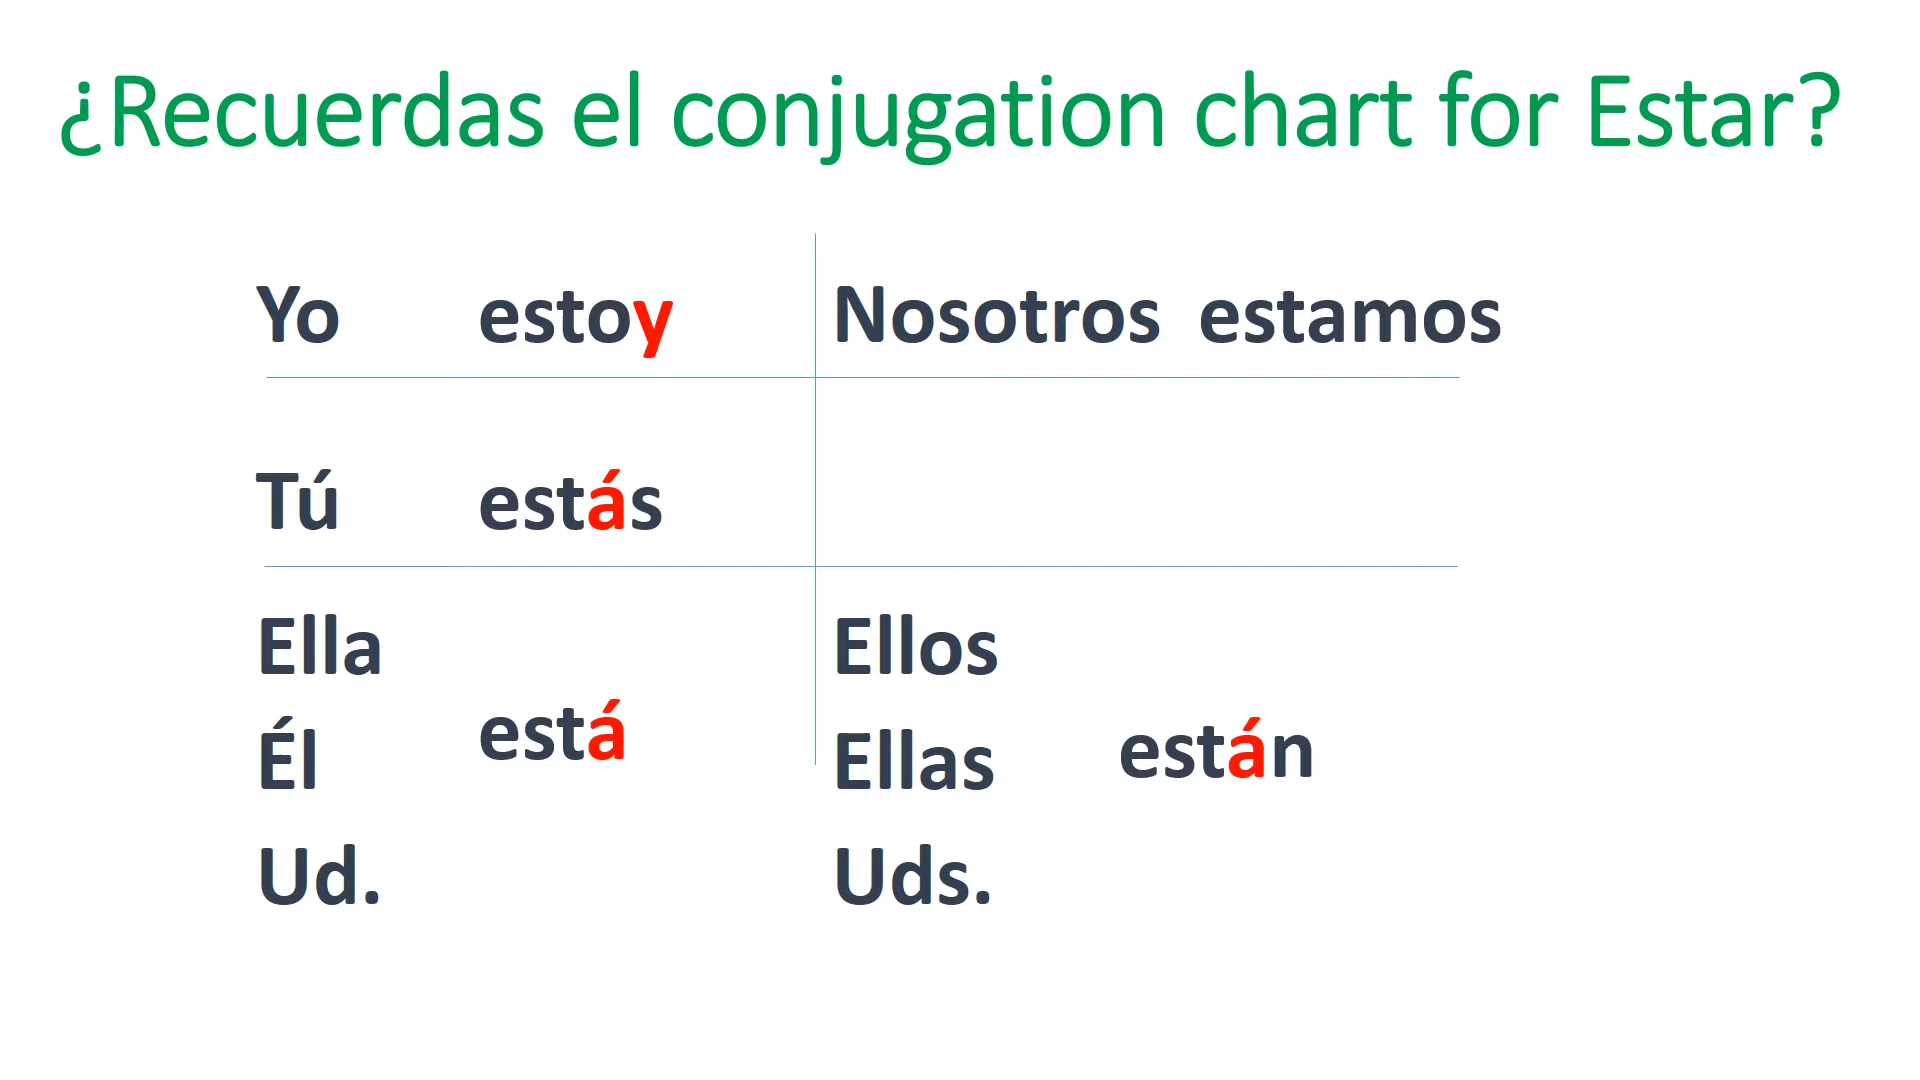 ¿Recuerdas el conjugation chart for Estar?
Yo estoy
Nosotros estamos
Tú estás
Ella
Él
Ud.
está
Ellos
Ellas
Uds.
están